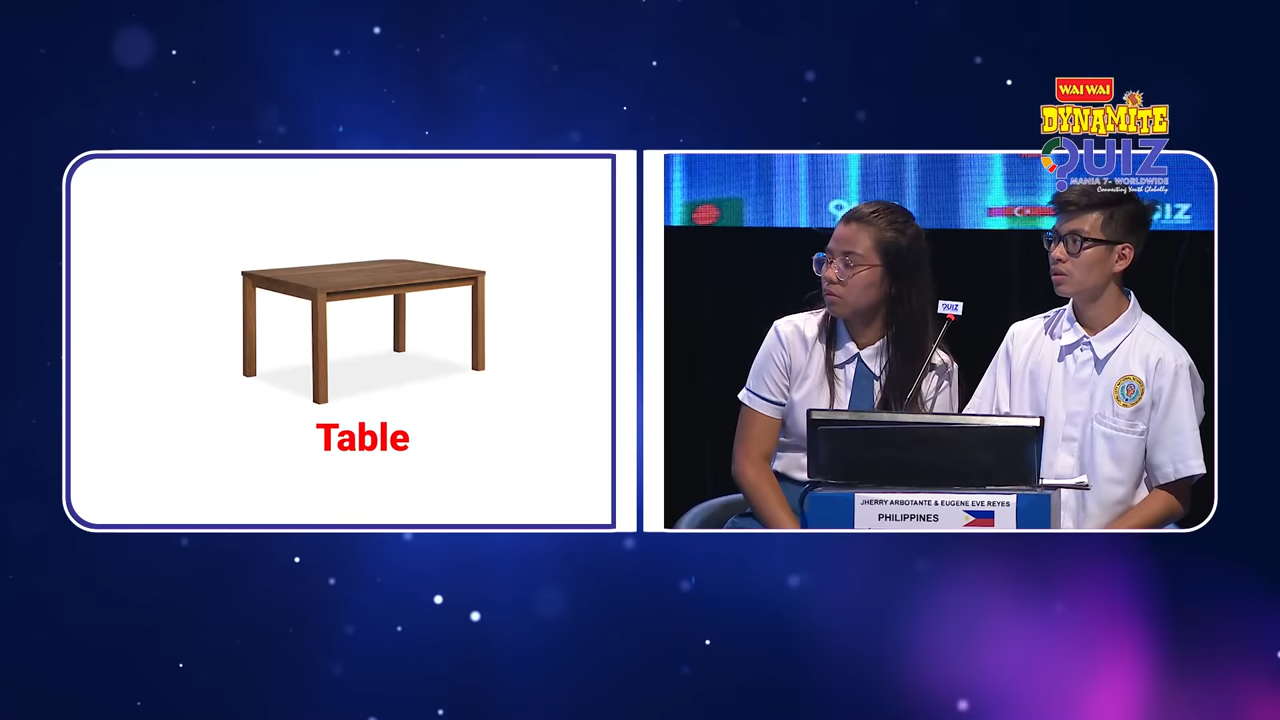 WAI WAI
DYNAMITE
QUIZ
MANIA 7- WORLDWIDE
Connecting Youth Globally
Table
QUIZ
JHERRY ARBOTANTE & EUGENE EVE REYES
PHILIPPINES